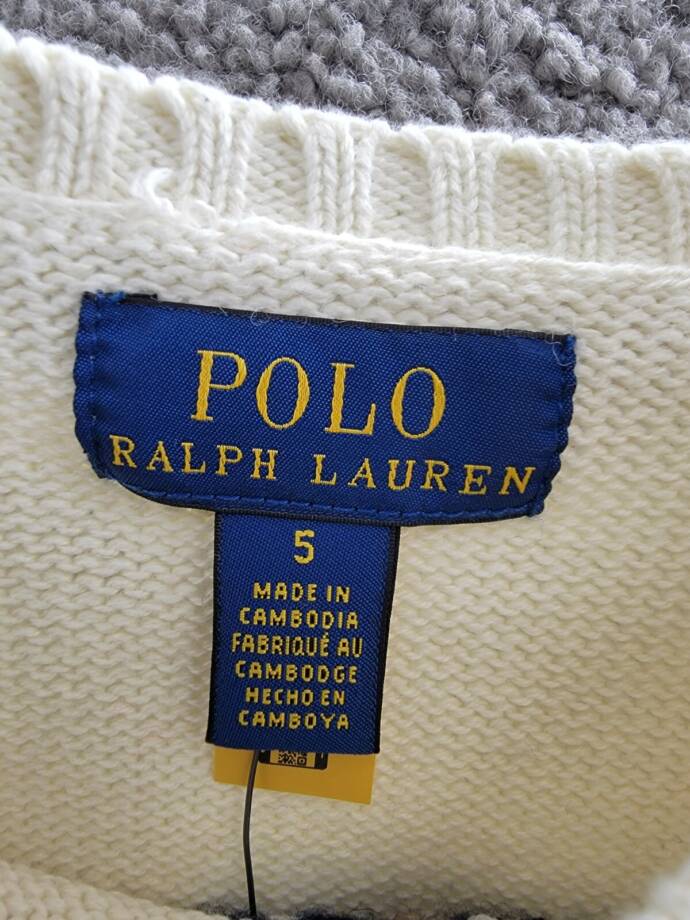 POLO
RALPH LAUREN
5
MADE IN
CAMBODIA
FABRIQUÉ AU
CAMBODGE
HECHO EN
CAMBOYA